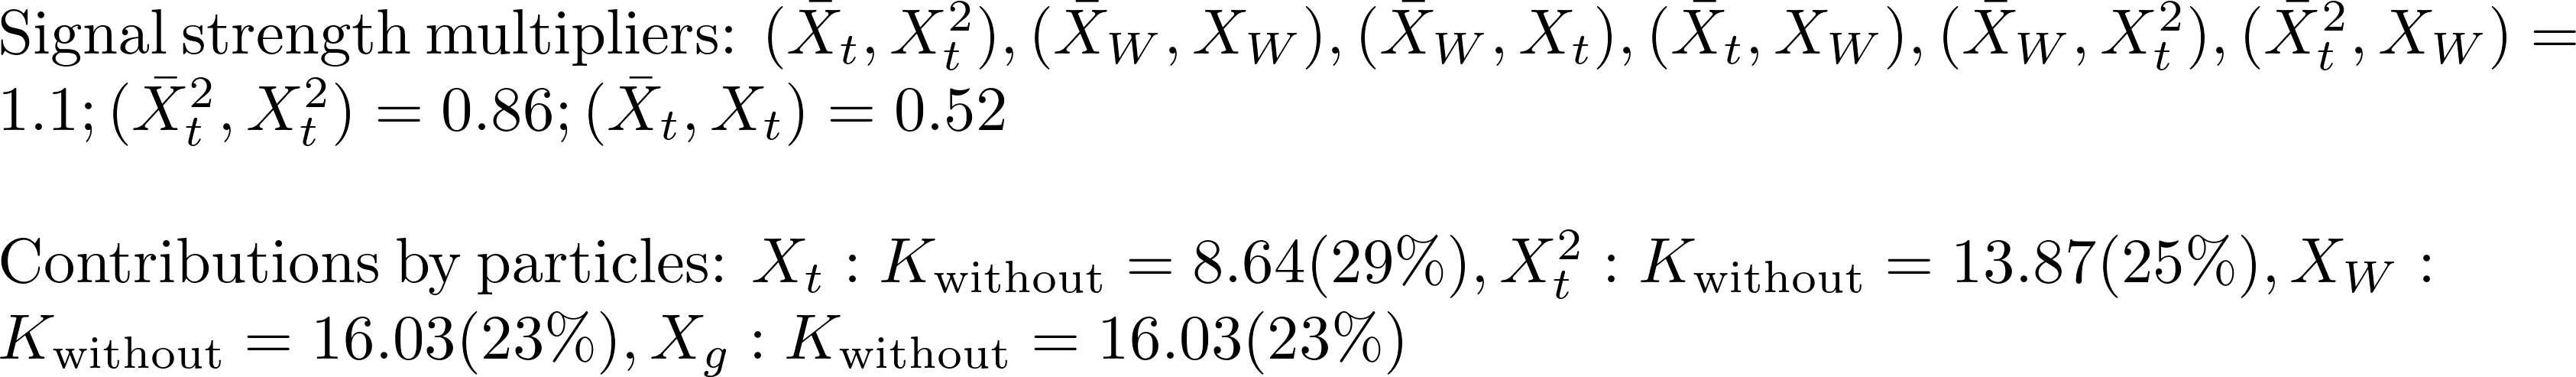 Signal strength multipliers: (X̄_t, X_t^2), (X̄_W, X_W), (X̄_W, X_t), (X̄_t, X_W), (X̄_W, X_t^2), (X̄_t^2, X_W) =
1.1; (X̄_t^2, X_t^2) = 0.86; (X̄_t, X_t) = 0.52
Contributions by particles: X_t : K_without = 8.64(29%), X_t^2 : K_without = 13.87(25%), X_W :
K_without = 16.03(23%), X_g : K_without = 16.03(23%)